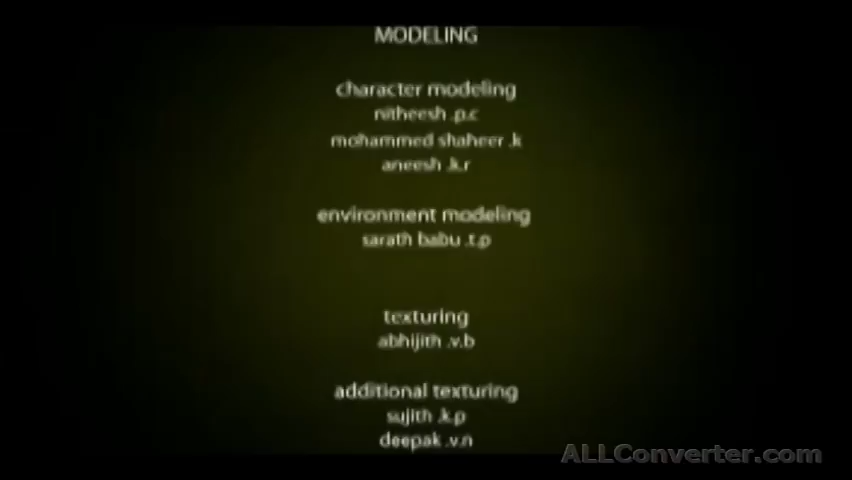 MODELING
character modeling
nitheesh .p.c
mohammed shaheer .k
aneesh .k.r
environment modeling
sarath babu .t.p
texturing
abhijith .v.b
additional texturing
sujith .k.p
deepak .v.n
ALLConverter.com